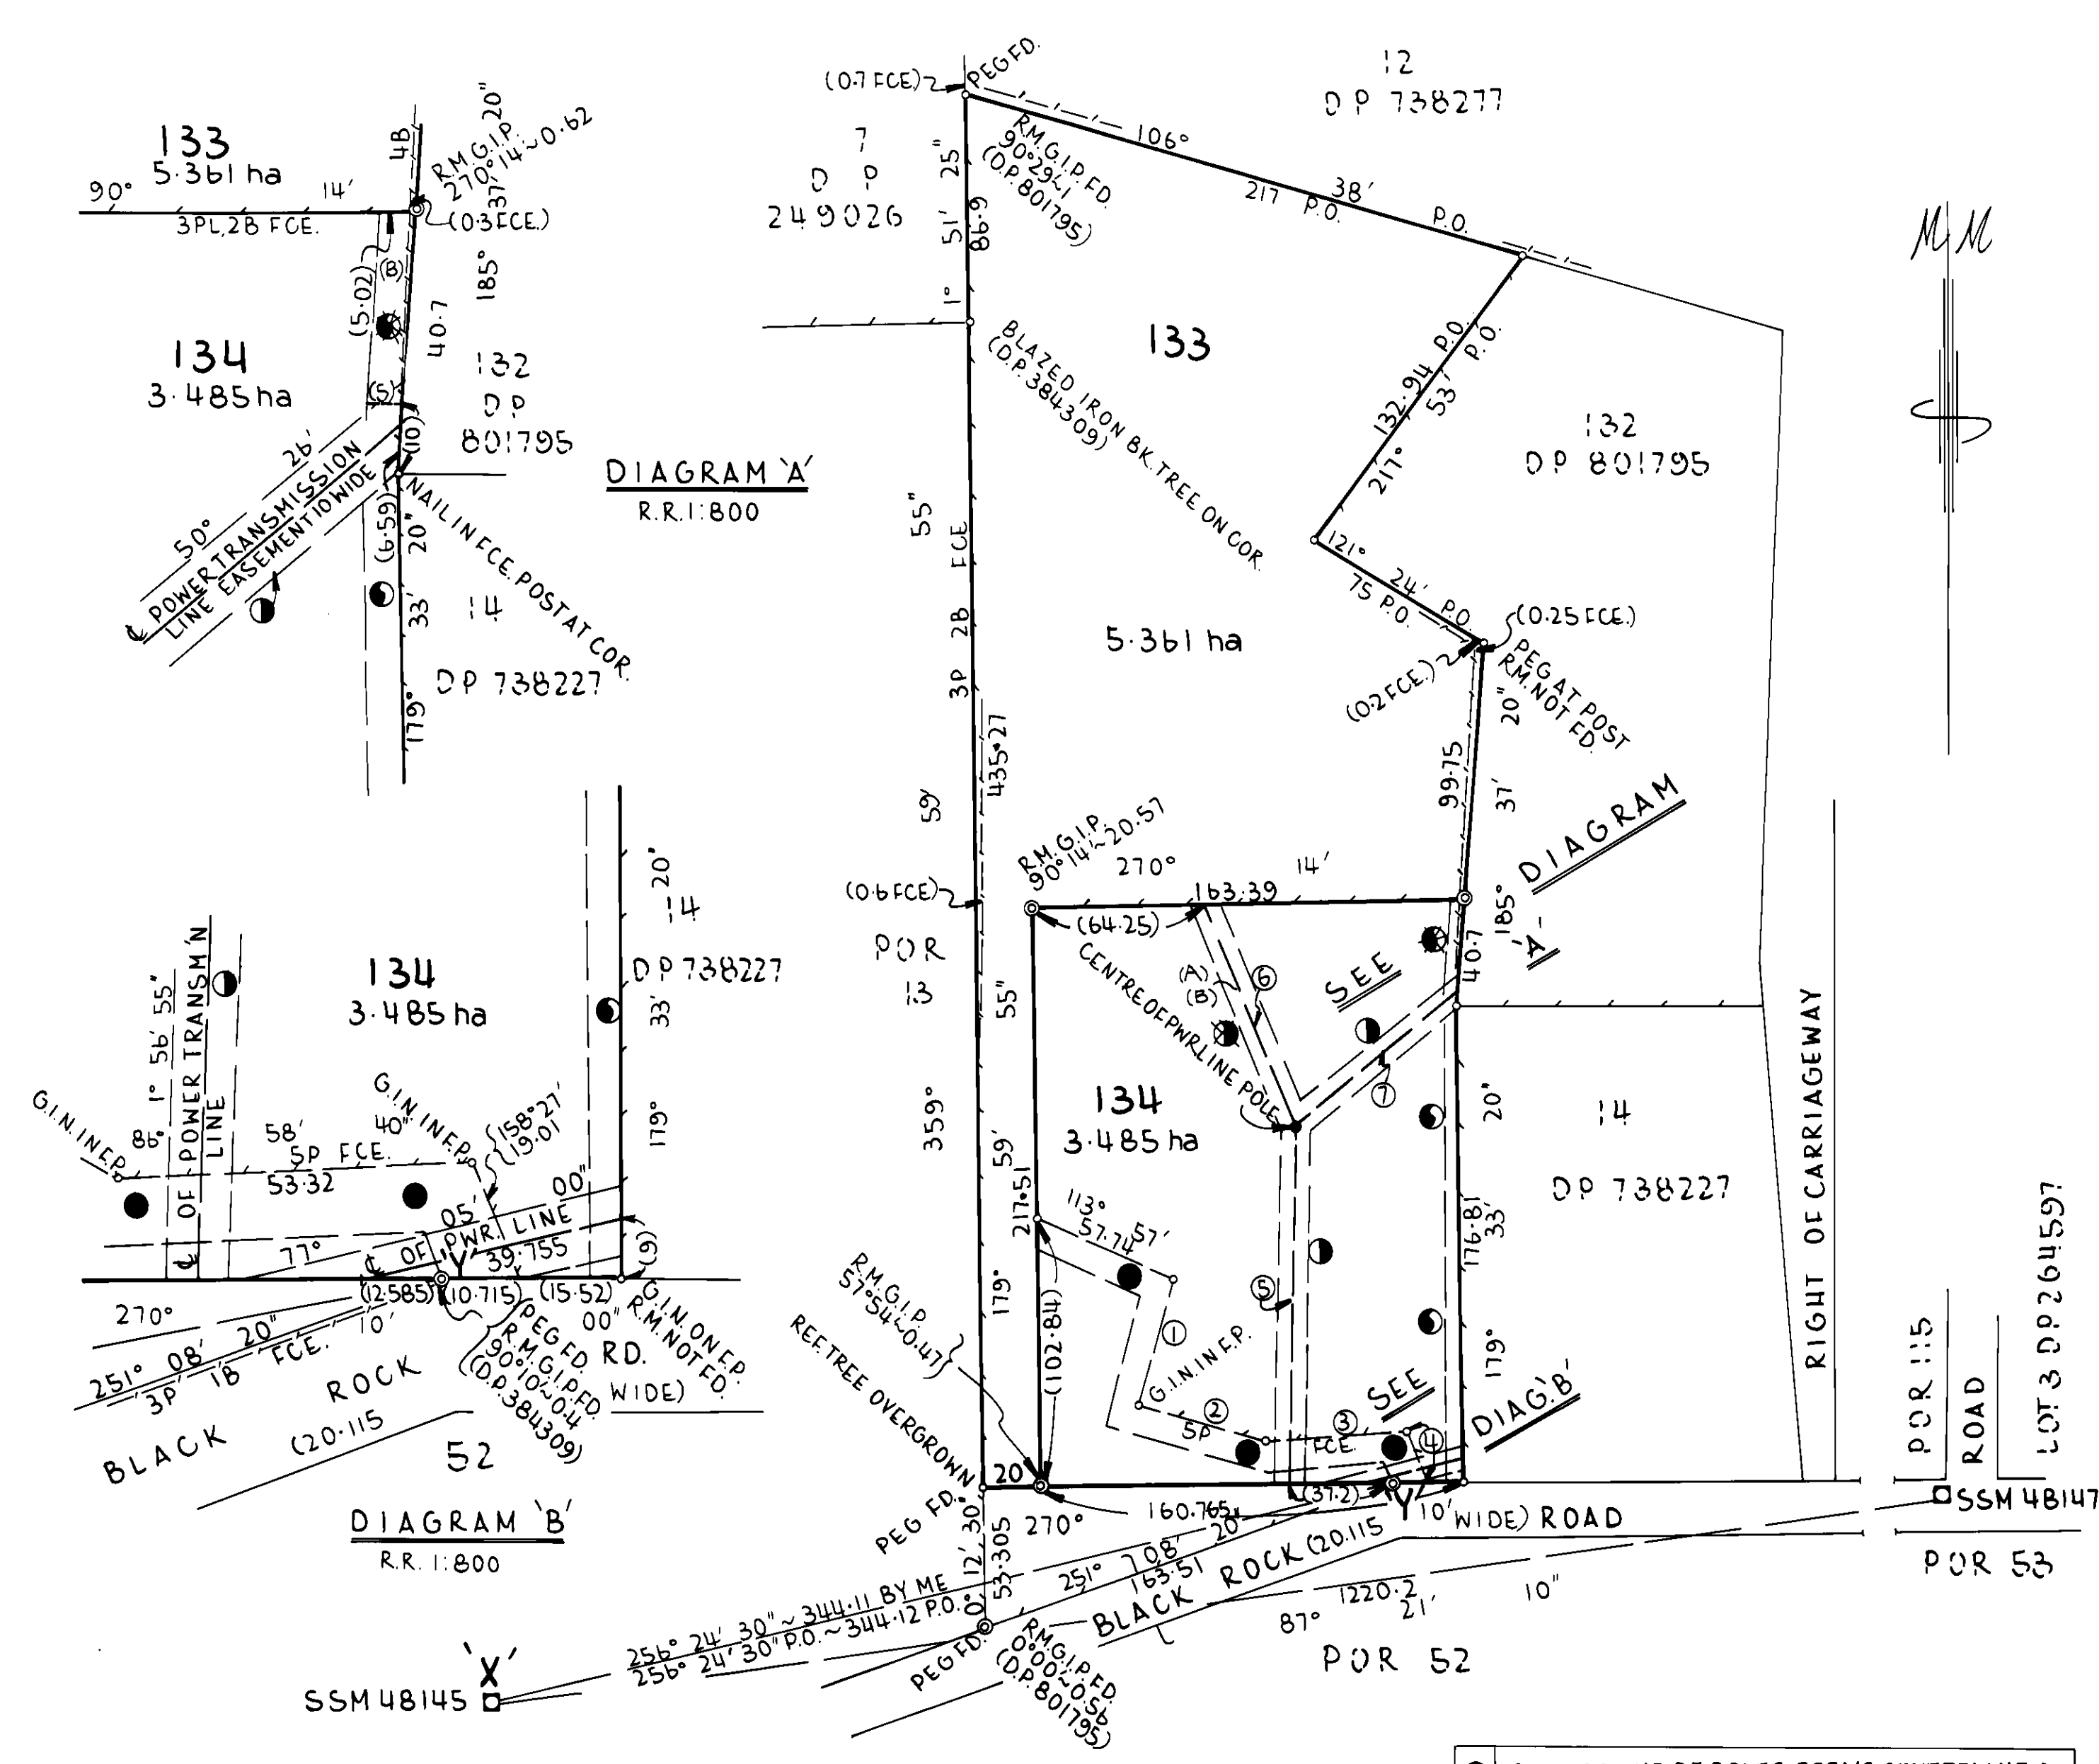 133
5.361 ha
90° 14'
3PL,2B FCE.
4B
R.M.G.I.P.
270°14'~0.62
(0.3 FCE.)
185° 37' 20"
40.7
(5.02)
(B)
134
3.485 ha
(5)
(10)
132
DP
801795
50° 26'
℄ POWER TRANSMISSION
LINE EASEMENT 10 WIDE
(6.59)
NAIL IN FCE. POST AT COR.
179° 33' 20"
14
DP 738227
DIAGRAM 'A'
R.R. 1:800
134
3.485 ha
1° 56' 55"
℄ OF POWER TRANSM'N
LINE
G.I.N. IN F.P.
86° 58' 40"
5P FCE.
53.32
G.I.N. IN F.P.
158°27'
19.01
179° 33' 20"
14
DP 738227
77° 05' 00"
℄ OF PWR. LINE
'Y'
39.755
(9)
(12.585)
(10.715)
(15.52)
270° 10' 00"
251° 08' 20"
3P 1B FCE.
PEG FD.
R.M.G.I.P. FD.
90°10'~0.4
(D.P.384309)
G.I.N. ON F.P.
R.M. NOT FD.
BLACK ROCK RD.
(20.115 WIDE)
52
DIAGRAM 'B'
R.R. 1:800
(0.7 FCE)
PEG FD.
R.M.G.I.P. FD.
90°29'~1
(D.P.801795)
106° 38'
217 P.O. P.O.
12
DP 738277
7
DP
249026
1° 51' 25"
86.9
BLAZED IRON BK. TREE ON COR.
(D.P.384309)
133
5.361 ha
132.94 P.O.
217° 53' P.O.
132
DP 801795
121° 24' P.O.
75 P.O.
(0.25 FCE.)
(0.2 FCE.)
PEG AT POST
R.M. NOT FD.
99.75
185° 37' 20"
SEE DIAGRAM
'A'
359° 59' 55"
3P 2B FCE
435.27
R.M.G.I.P.
90°14'~20.57
270° 14'
163.39
(64.25)
(0.6 FCE)
POR
13
CENTRE OF PWR LINE POLE
(A)
(B)
6
40.7
7
134
3.485 ha
179° 59' 55"
217.51
(102.84)
113° 57'
57.74
1
G.I.N. IN F.P.
2
5P FCE.
3
4
5
179° 33' 20"
176.81
14
DP 738227
SEE
DIAG. 'B'
RIGHT OF CARRIAGEWAY
POR 115
ROAD
LOT 3 DP 264597
R.M.G.I.P.
57°54'~0.47
REF. TREE OVERGROWN
PEG FD.
20
160.765
(37.2)
'Y'
270° 10'
0° 12' 30"
53.305
251° 08' 20"
163.51
BLACK ROCK (20.115 WIDE) ROAD
256° 24' 30" ~ 344.11 BY ME
256° 24' 30" P.O. ~ 344.12 P.O.
PEG FD.
R.M.G.I.P. FD.
0°00'~0.56
(D.P.801795)
'X'
SSM 48145
87° 21' 10"
1220.2
SSM 48147
POR 52
POR 53